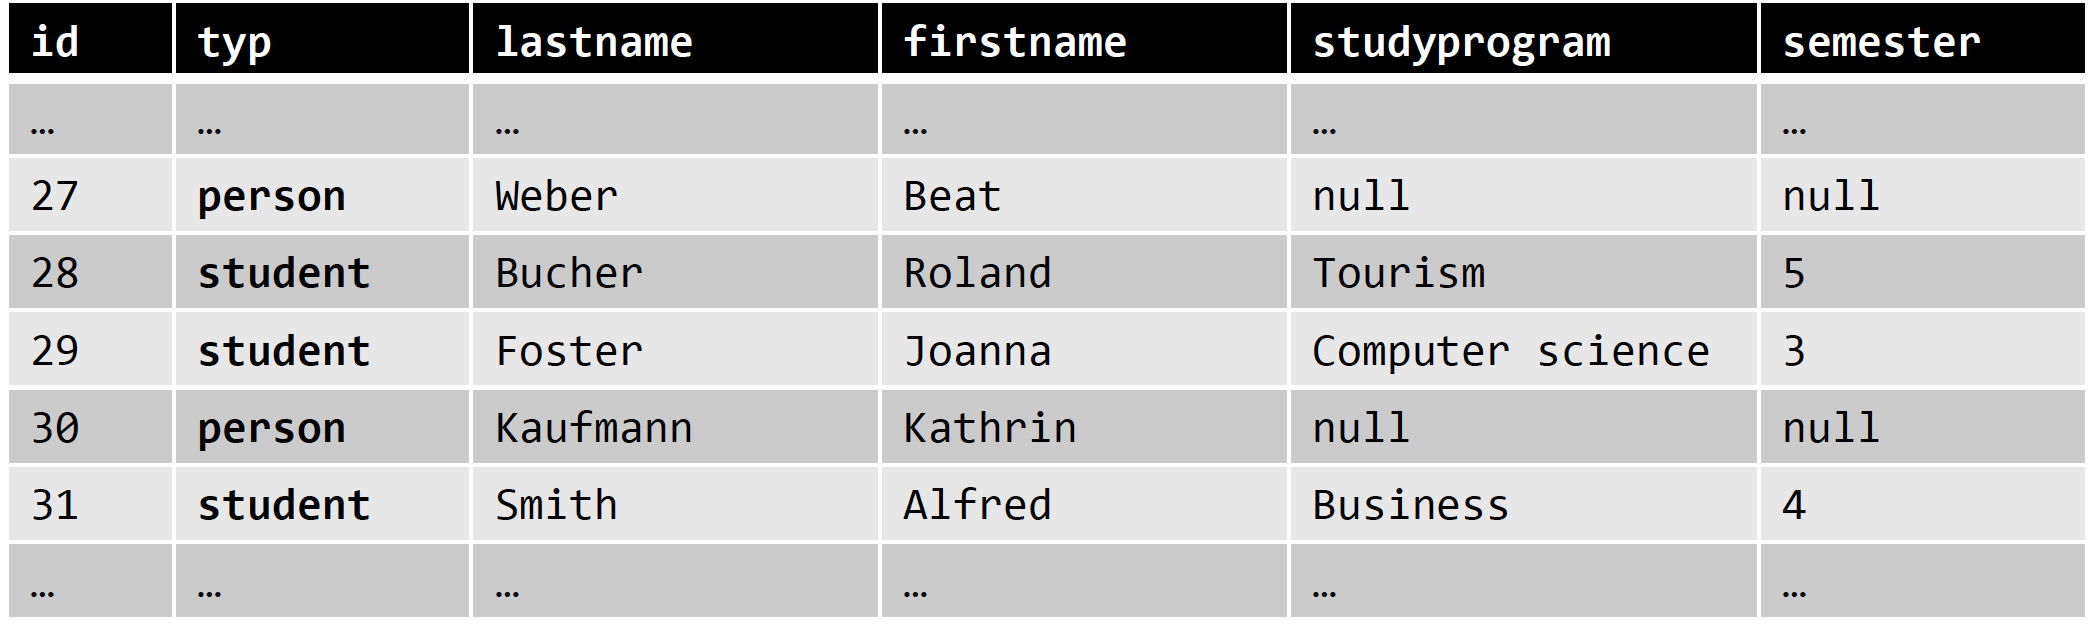 id typ lastname firstname studyprogram semester
… … … … … …
27 person Weber Beat null null
28 student Bucher Roland Tourism 5
29 student Foster Joanna Computer science 3
30 person Kaufmann Kathrin null null
31 student Smith Alfred Business 4
… … … … … …